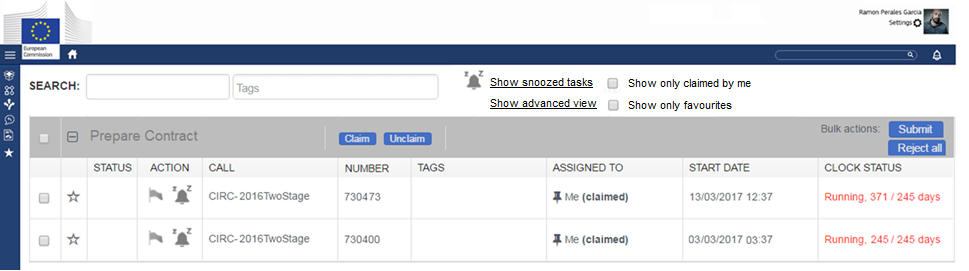 Ramon Perales Garcia
Settings
European
Commission
SEARCH: Tags
Show snoozed tasks Show only claimed by me
Show advanced view Show only favourites
Prepare Contract Claim Unclaim Bulk actions: Submit
Reject all
STATUS ACTION CALL NUMBER TAGS ASSIGNED TO START DATE CLOCK STATUS
CIRC-2016TwoStage 730473 Me (claimed) 13/03/2017 12:37 Running, 371 / 245 days
CIRC-2016TwoStage 730400 Me (claimed) 03/03/2017 03:37 Running, 245 / 245 days